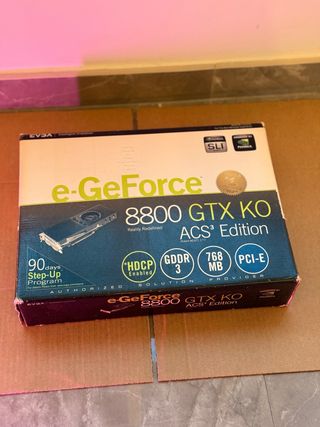 EVGA
SLI
e-GeForce
8800 GTX KO
Reality Redefined
ACS³ Edition
90 days
Step-Up
Program
*HDCP
Enabled
GDDR
3
768
MB
PCI-E
AUTHORIZED SOLUTION PROVIDER
EVGA
e-GeForce 8800 GTX KO
ACS³ Edition